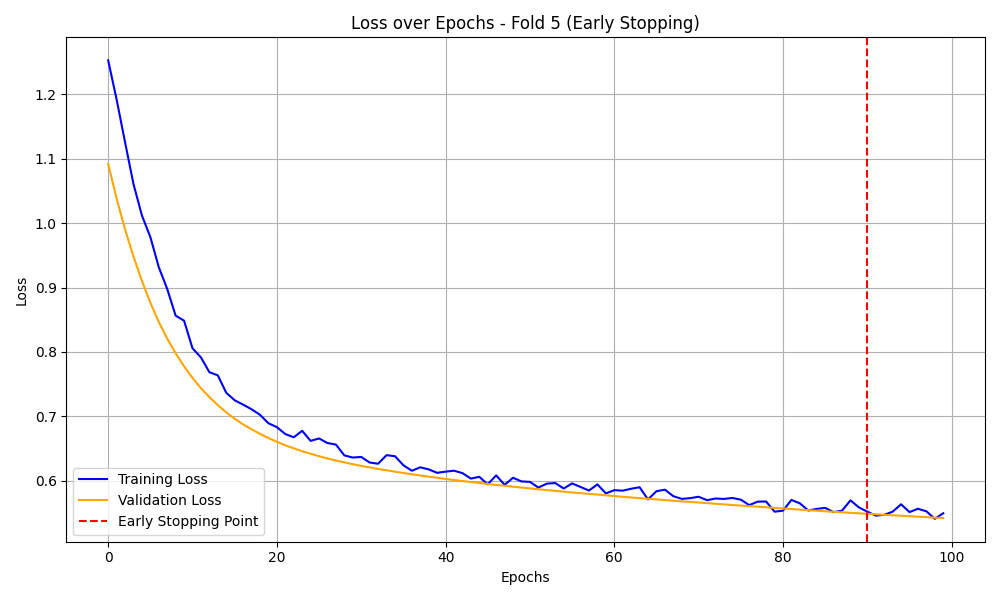 Loss over Epochs - Fold 5 (Early Stopping)
Loss
1.2
1.1
1.0
0.9
0.8
0.7
0.6
Training Loss
Validation Loss
Early Stopping Point
0 20 40 60 80 100
Epochs